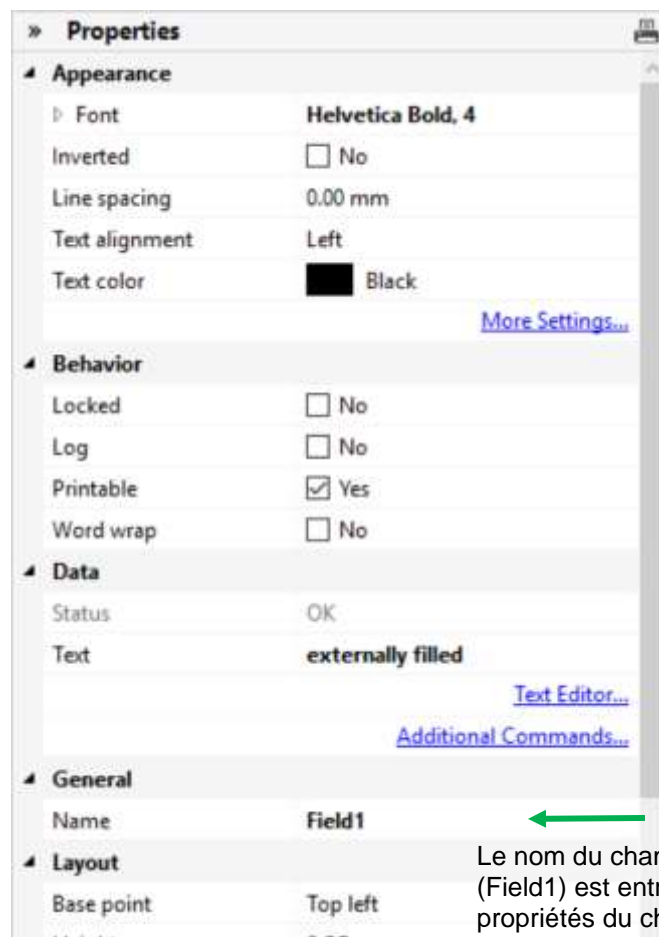 » Properties
Appearance
Font Helvetica Bold, 4
Inverted No
Line spacing 0.00 mm
Text alignment Left
Text color Black
More Settings...
Behavior
Locked No
Log No
Printable Yes
Word wrap No
Data
Status OK
Text externally filled
Text Editor...
Additional Commands...
General
Name Field1
Layout
Le nom du
(Field1) est
Base point Top left
propriétés du